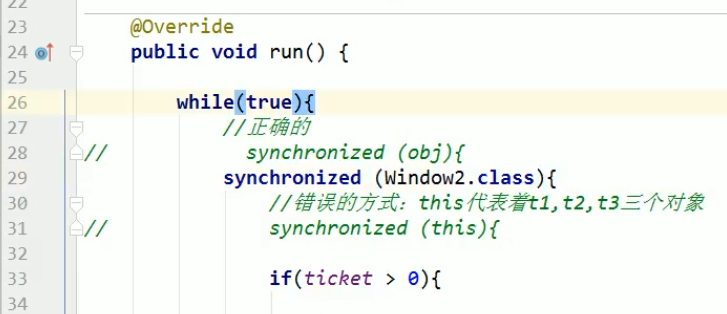 22
23 @Override
24 public void run() {
25
26 while(true){
27 //正确的
28 // synchronized (obj){
29 synchronized (Window2.class){
30 //错误的方式：this代表着t1,t2,t3三个对象
31 // synchronized (this){
32
33 if(ticket > 0){
34